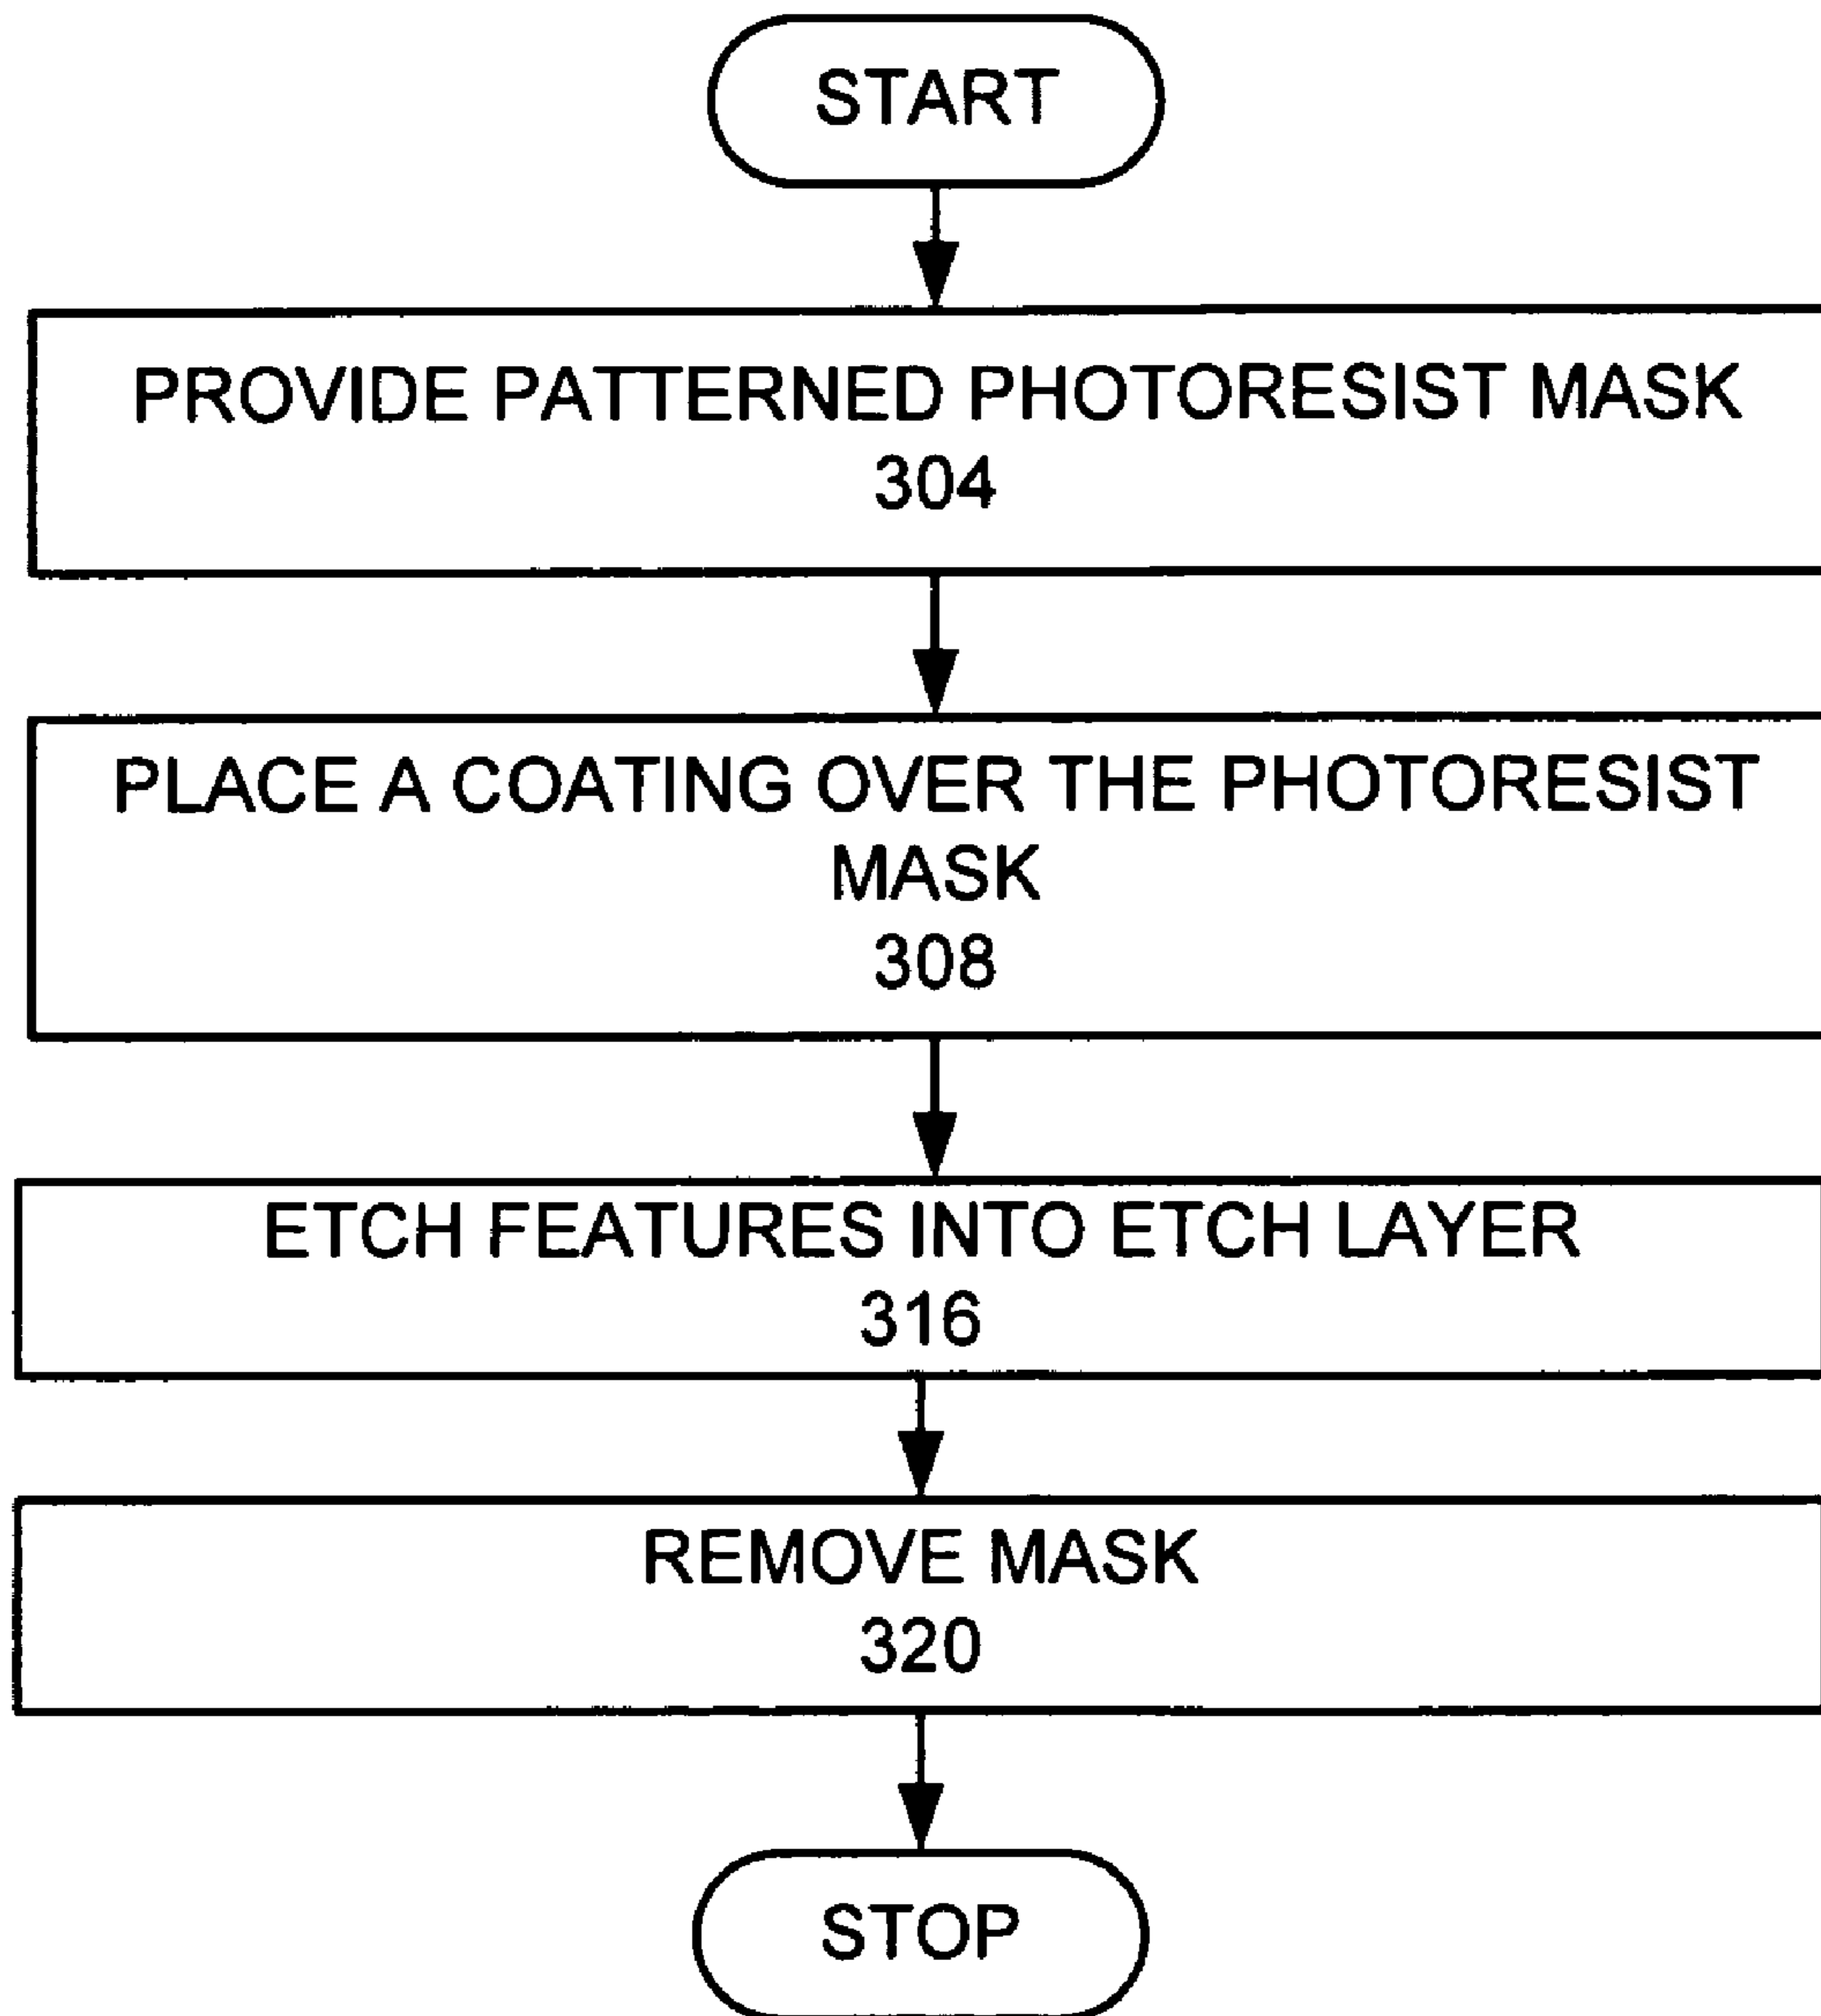 START
PROVIDE PATTERNED PHOTORESIST MASK
304
PLACE A COATING OVER THE PHOTORESIST
MASK
308
ETCH FEATURES INTO ETCH LAYER
316
REMOVE MASK
320
STOP